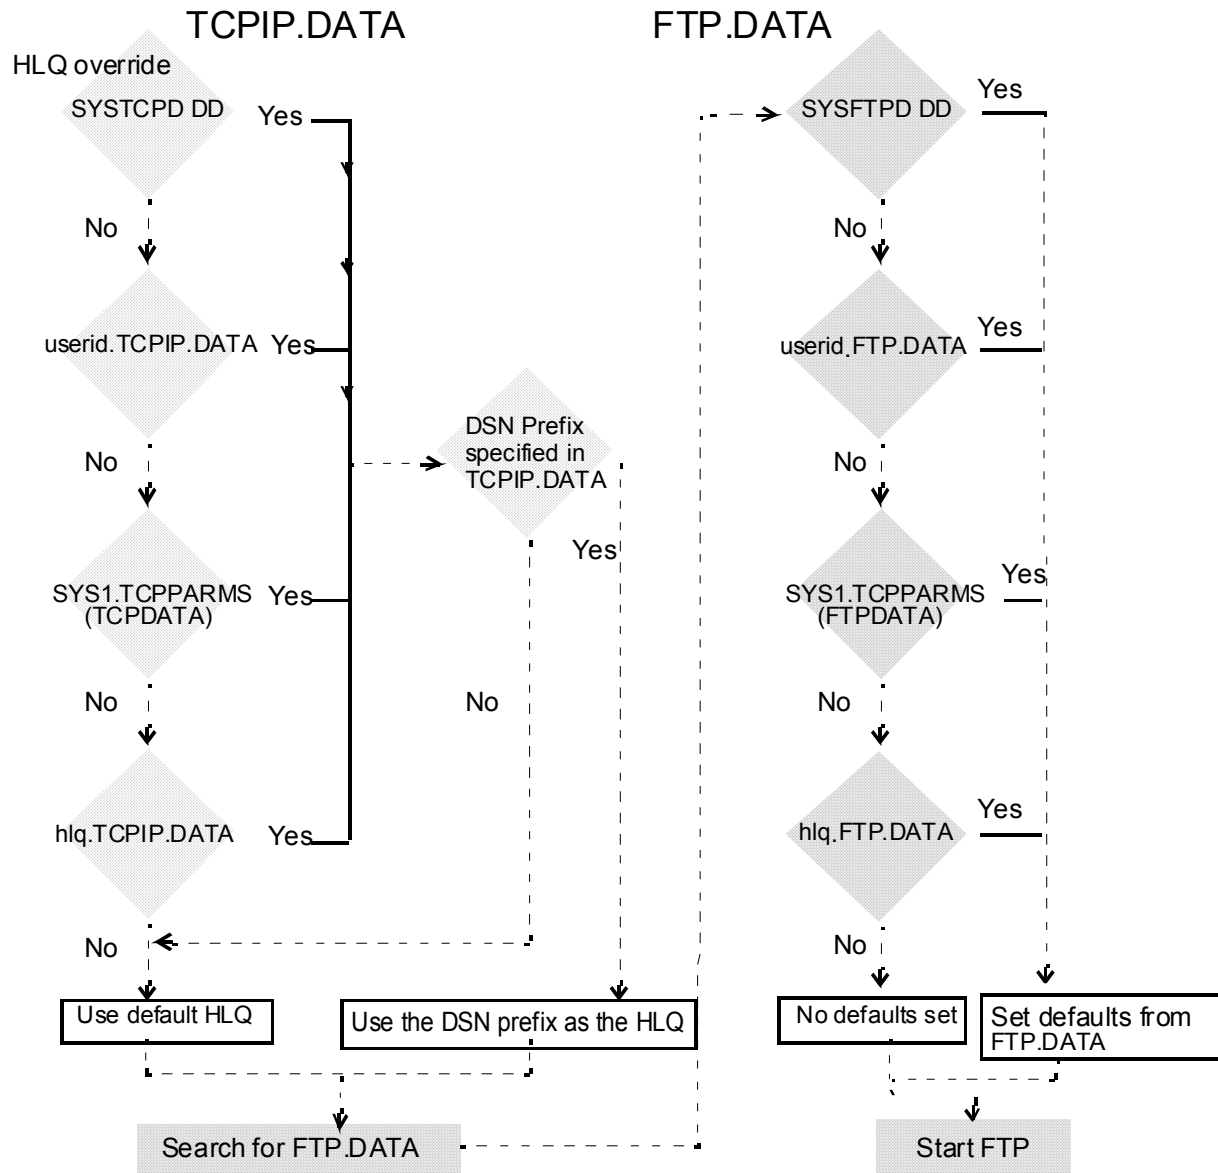 TCPIP.DATA
FTP.DATA
HLQ override
SYSTCPD DD
Yes
No
userid.TCPIP.DATA
Yes
No
SYS1.TCPPARMS
(TCPDATA)
Yes
No
hlq.TCPIP.DATA
Yes
No
Use default HLQ
DSN Prefix
specified in
TCPIP.DATA
Yes
No
Use the DSN prefix as the HLQ
Search for FTP.DATA
SYSFTPD DD
Yes
No
userid.FTP.DATA
Yes
No
SYS1.TCPPARMS
(FTPDATA)
Yes
No
hlq.FTP.DATA
Yes
No
No defaults set
Set defaults from
FTP.DATA
Start FTP